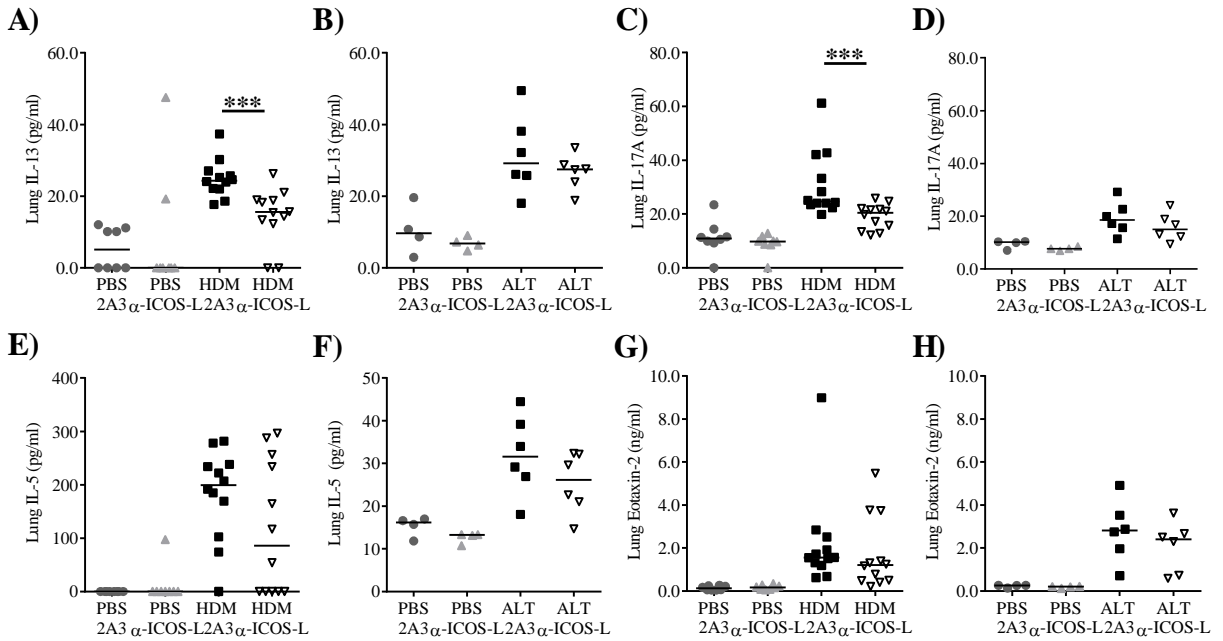 A)
Lung IL-13 (pg/ml)
60.0
40.0
20.0
0.0
***
PBS PBS HDM HDM
2A3 α-ICOS-L 2A3 α-ICOS-L
B)
Lung IL-13 (pg/ml)
60.0
40.0
20.0
0.0
PBS PBS ALT ALT
2A3 α-ICOS-L 2A3 α-ICOS-L
C)
Lung IL-17A (pg/ml)
80.0
60.0
40.0
20.0
0.0
***
PBS PBS HDM HDM
2A3 α-ICOS-L 2A3 α-ICOS-L
D)
Lung IL-17A (pg/ml)
80.0
60.0
40.0
20.0
0.0
PBS PBS ALT ALT
2A3 α-ICOS-L 2A3 α-ICOS-L
E)
Lung IL-5 (pg/ml)
400
300
200
100
0
PBS PBS HDM HDM
2A3 α-ICOS-L 2A3 α-ICOS-L
F)
Lung IL-5 (pg/ml)
50
40
30
20
10
0
PBS PBS ALT ALT
2A3 α-ICOS-L 2A3 α-ICOS-L
G)
Lung Eotaxin-2 (ng/ml)
10.0
8.0
6.0
4.0
2.0
0.0
PBS PBS HDM HDM
2A3 α-ICOS-L 2A3 α-ICOS-L
H)
Lung Eotaxin-2 (ng/ml)
10.0
8.0
6.0
4.0
2.0
0.0
PBS PBS ALT ALT
2A3 α-ICOS-L 2A3 α-ICOS-L